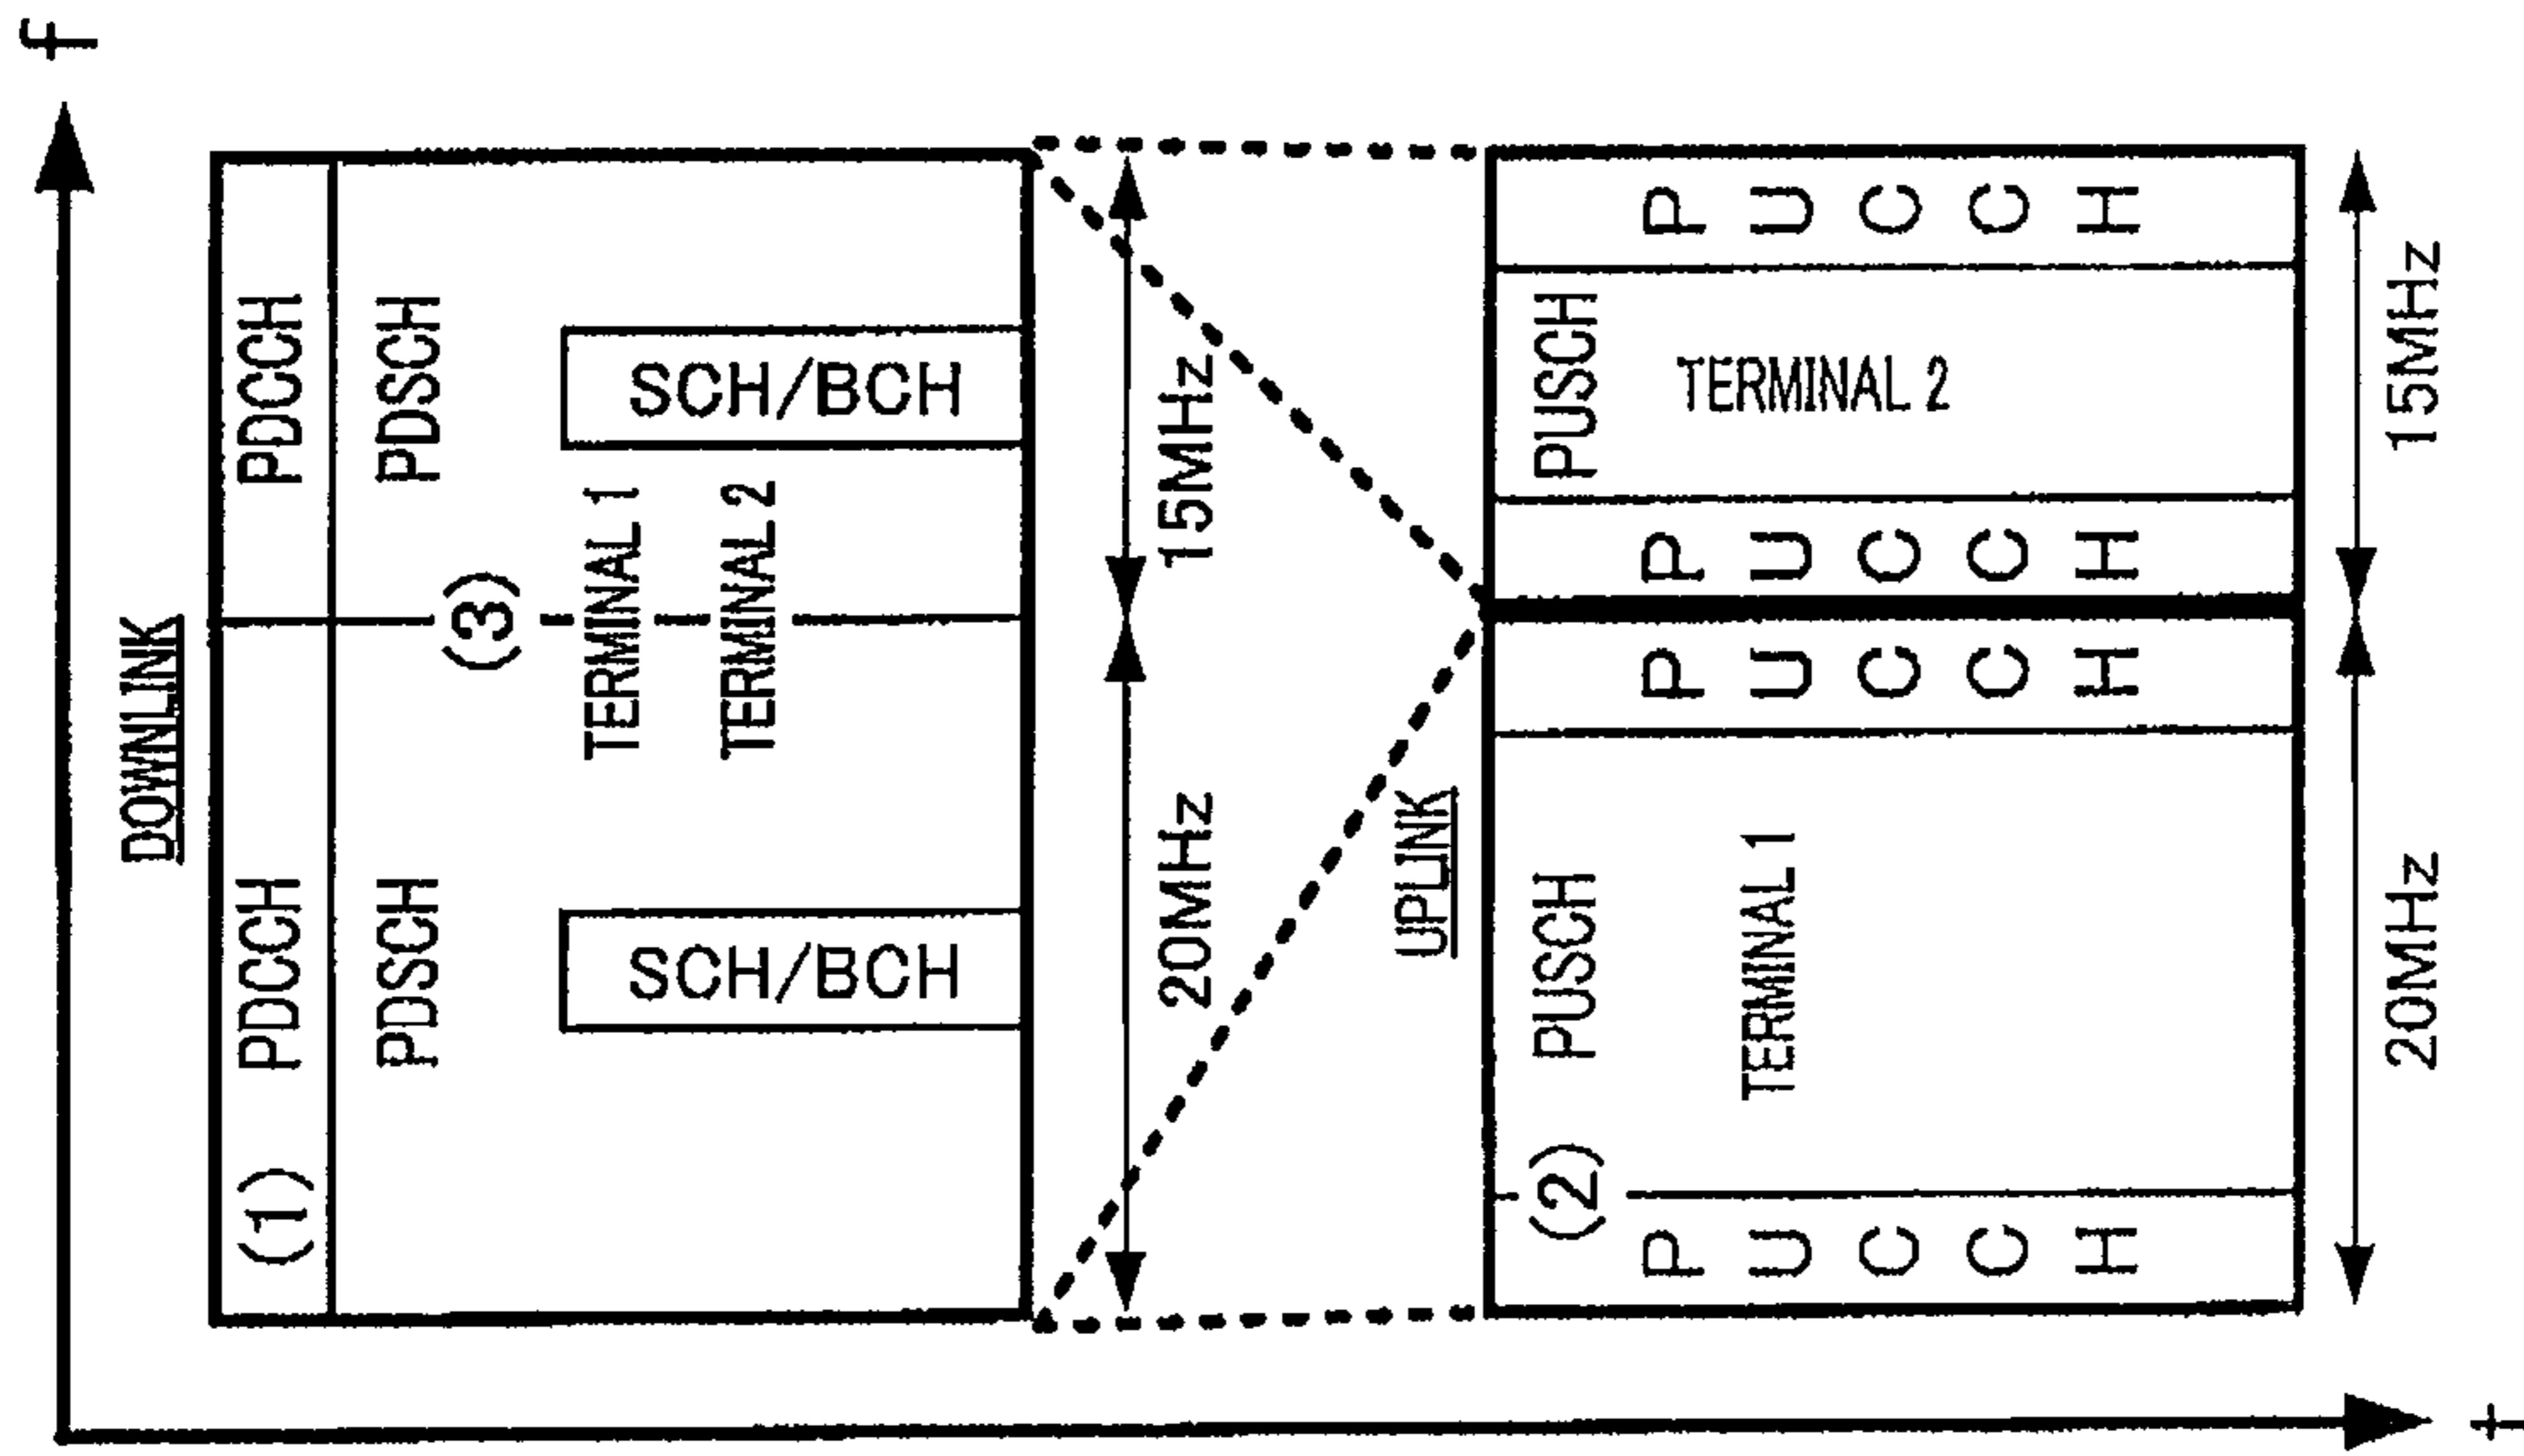 f
DOWNLINK
(1) PDCCH PDCCH
PDSCH PDSCH
(3)
TERMINAL 1
TERMINAL 2
SCH/BCH
SCH/BCH
20MHz 15MHz
UPLINK
(2) PUSCH PUSCH
PUCCH
TERMINAL 1
PUCCH
PUCCH
TERMINAL 2
PUCCH
20MHz 15MHz
t